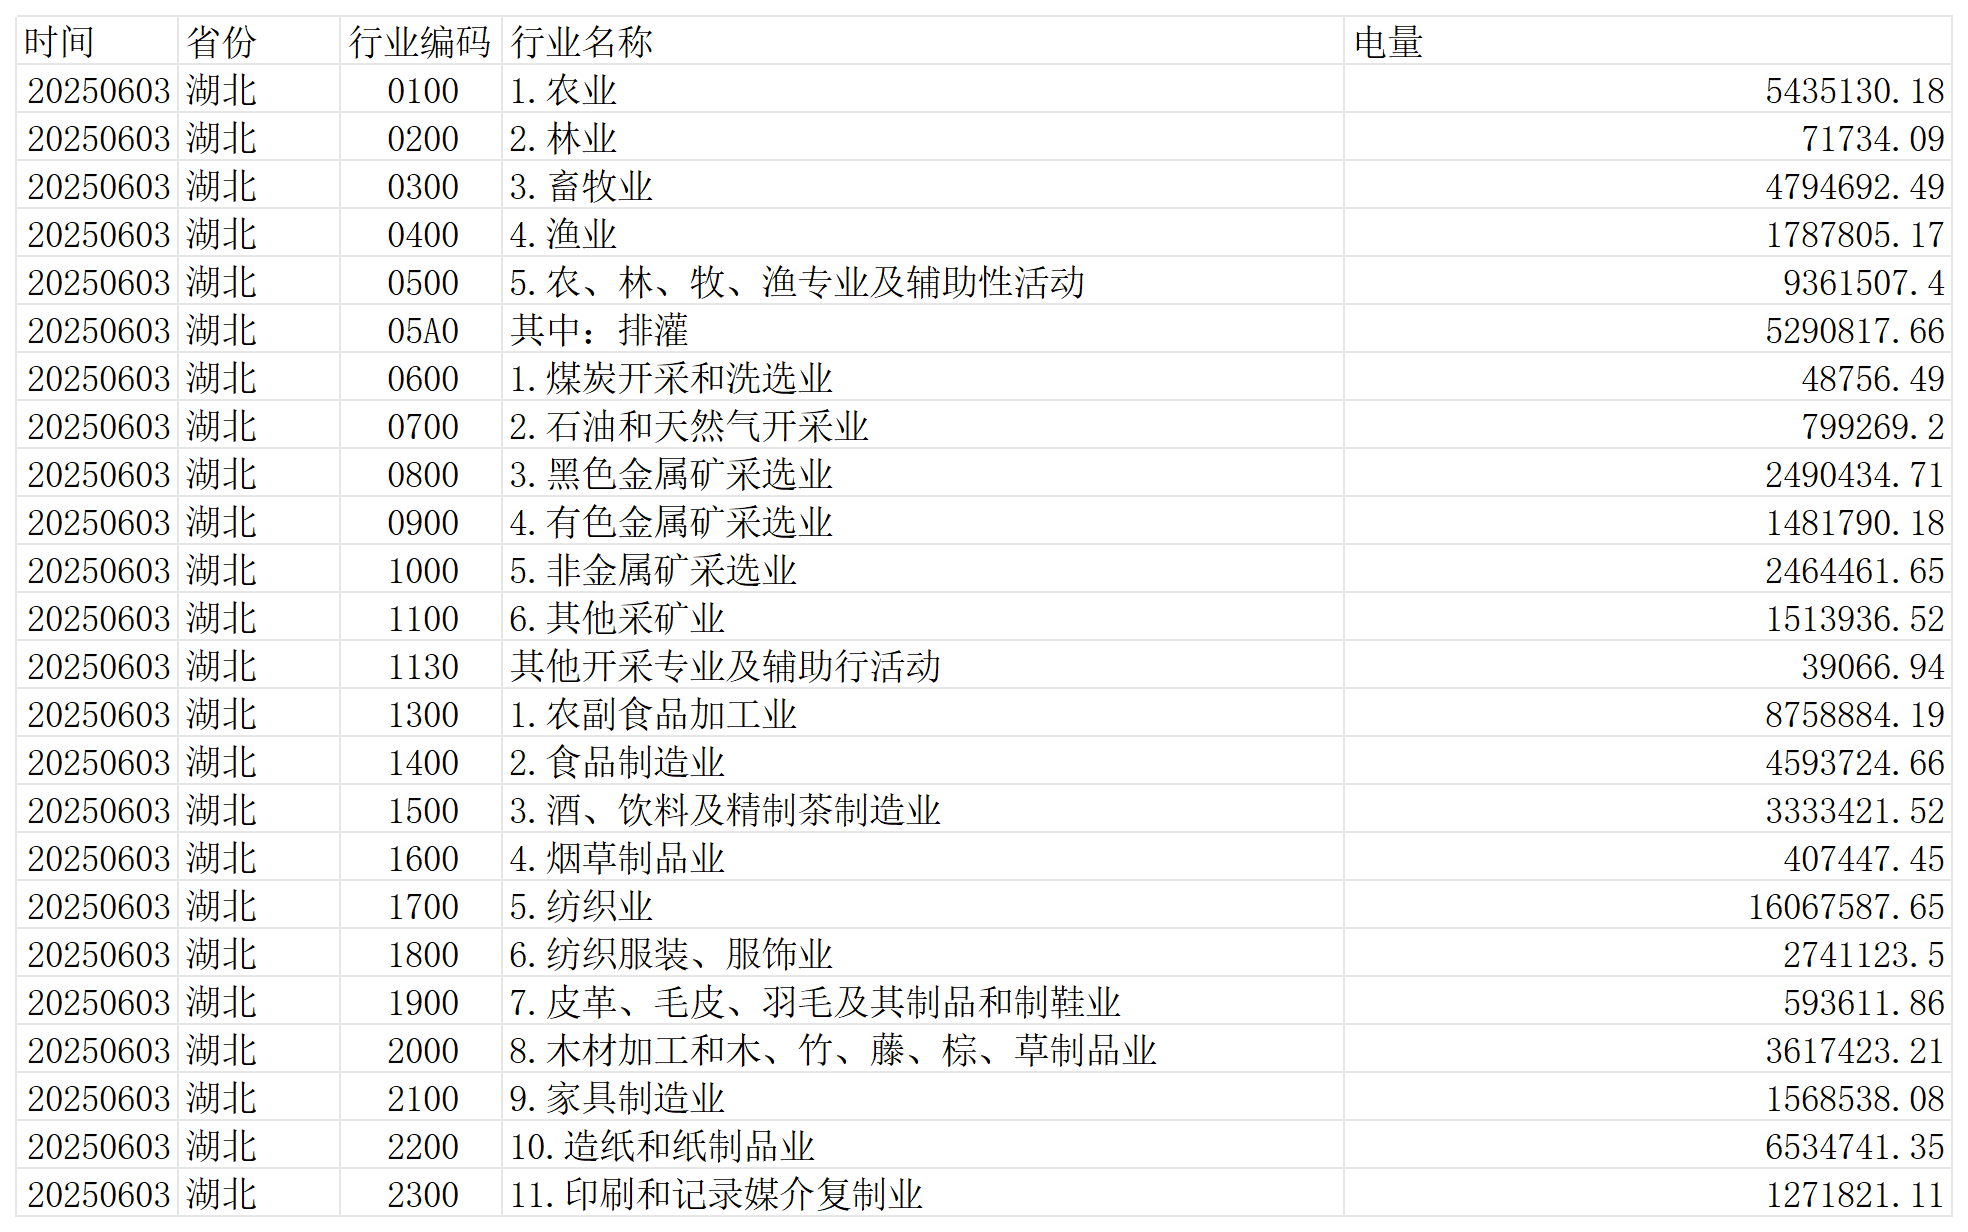 时间 省份 行业编码 行业名称 电量
20250603 湖北 0100 1.农业 5435130.18
20250603 湖北 0200 2.林业 71734.09
20250603 湖北 0300 3.畜牧业 4794692.49
20250603 湖北 0400 4.渔业 1787805.17
20250603 湖北 0500 5.农、林、牧、渔专业及辅助性活动 9361507.4
20250603 湖北 05A0 其中：排灌 5290817.66
20250603 湖北 0600 1.煤炭开采和洗选业 48756.49
20250603 湖北 0700 2.石油和天然气开采业 799269.2
20250603 湖北 0800 3.黑色金属矿采选业 2490434.71
20250603 湖北 0900 4.有色金属矿采选业 1481790.18
20250603 湖北 1000 5.非金属矿采选业 2464461.65
20250603 湖北 1100 6.其他采矿业 1513936.52
20250603 湖北 1130 其他开采专业及辅助行活动 39066.94
20250603 湖北 1300 1.农副食品加工业 8758884.19
20250603 湖北 1400 2.食品制造业 4593724.66
20250603 湖北 1500 3.酒、饮料及精制茶制造业 3333421.52
20250603 湖北 1600 4.烟草制品业 407447.45
20250603 湖北 1700 5.纺织业 16067587.65
20250603 湖北 1800 6.纺织服装、服饰业 2741123.5
20250603 湖北 1900 7.皮革、毛皮、羽毛及其制品和制鞋业 593611.86
20250603 湖北 2000 8.木材加工和木、竹、藤、棕、草制品业 3617423.21
20250603 湖北 2100 9.家具制造业 1568538.08
20250603 湖北 2200 10.造纸和纸制品业 6534741.35
20250603 湖北 2300 11.印刷和记录媒介复制业 1271821.11